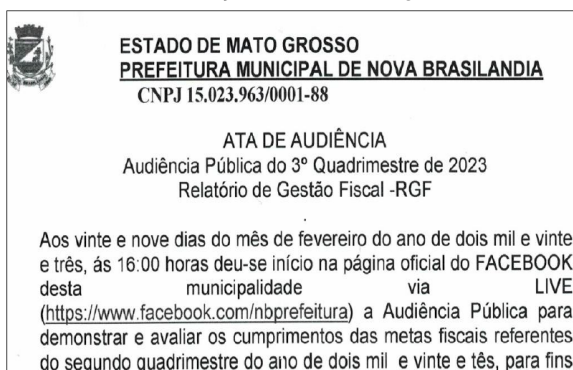 ESTADO DE MATO GROSSO
PREFEITURA MUNICIPAL DE NOVA BRASILANDIA
CNPJ 15.023.963/0001-88
ATA DE AUDIÊNCIA
Audiência Pública do 3º Quadrimestre de 2023
Relatório de Gestão Fiscal -RGF
Aos vinte e nove dias do mês de fevereiro do ano de dois mil e vinte
e três, ás 16:00 horas deu-se início na página oficial do FACEBOOK
desta municipalidade via LIVE
(https://www.facebook.com/nbprefeitura) a Audiência Pública para
demonstrar e avaliar os cumprimentos das metas fiscais referentes
do segundo quadrimestre do ano de dois mil e vinte e tês, para fins